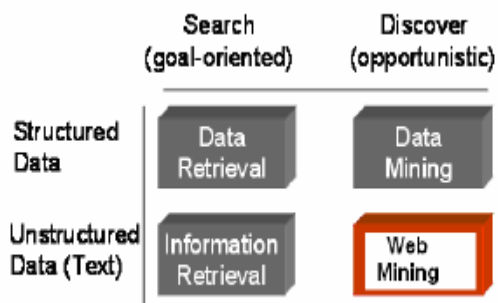 Search
(goal-oriented)
Discover
(opportunistic)
Structured
Data
Data
Retrieval
Data
Mining
Unstructured
Data (Text)
Information
Retrieval
Web
Mining